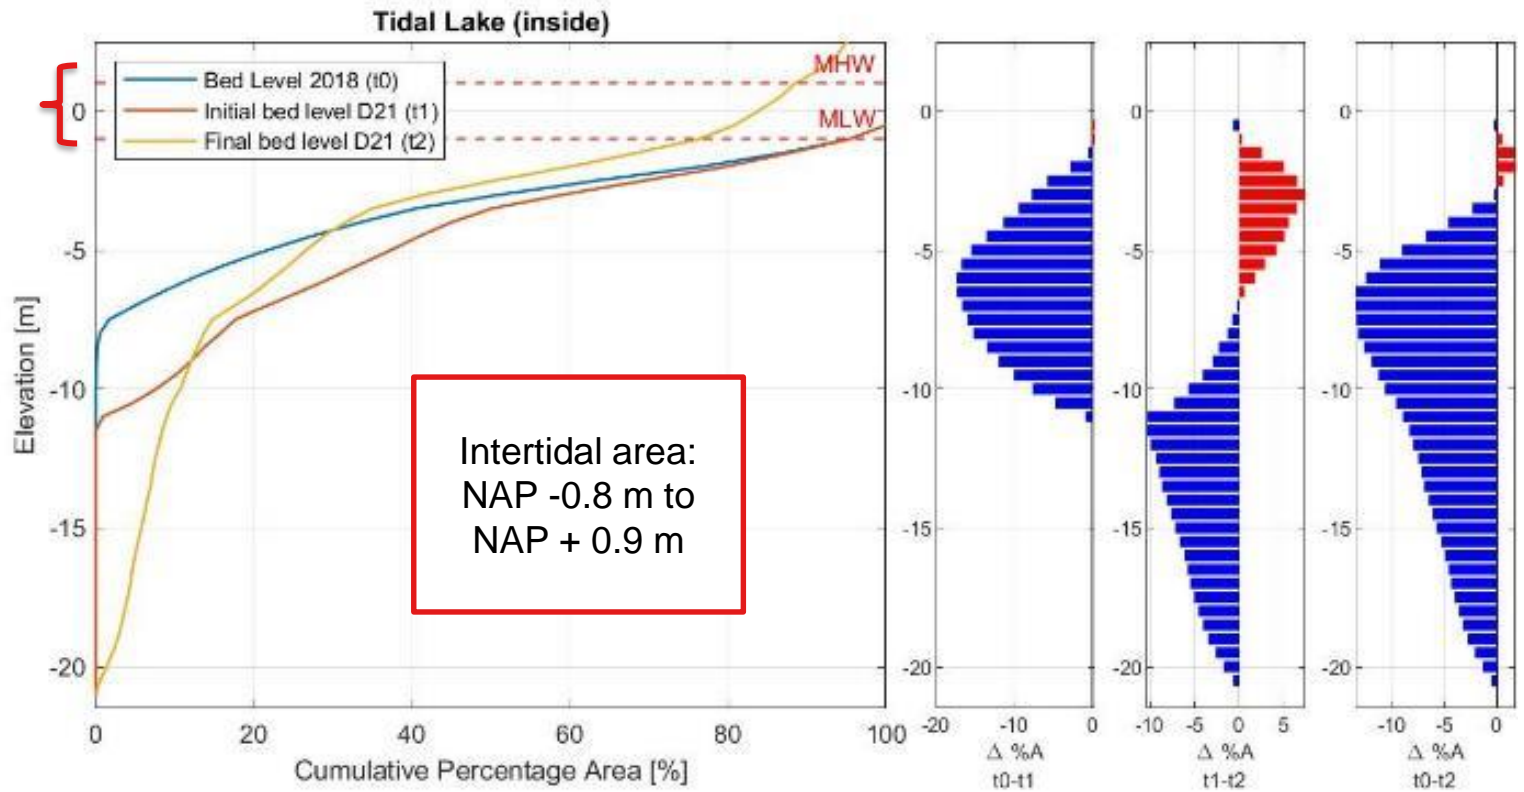 Tidal Lake (inside)
Bed Level 2018 (t0)
Initial bed level D21 (t1)
Final bed level D21 (t2)
MHW
MLW
0
-5
-10
-15
-20
Elevation [m]
0 20 40 60 80 100
Cumulative Percentage Area [%]
Intertidal area:
NAP -0.8 m to
NAP + 0.9 m
0
-5
-10
-15
-20
-20 -10 0
Δ %A
t0-t1
0
-5
-10
-15
-20
-10 -5 0 5
Δ %A
t1-t2
0
-5
-10
-15
-20
-10 -5 0
Δ %A
t0-t2